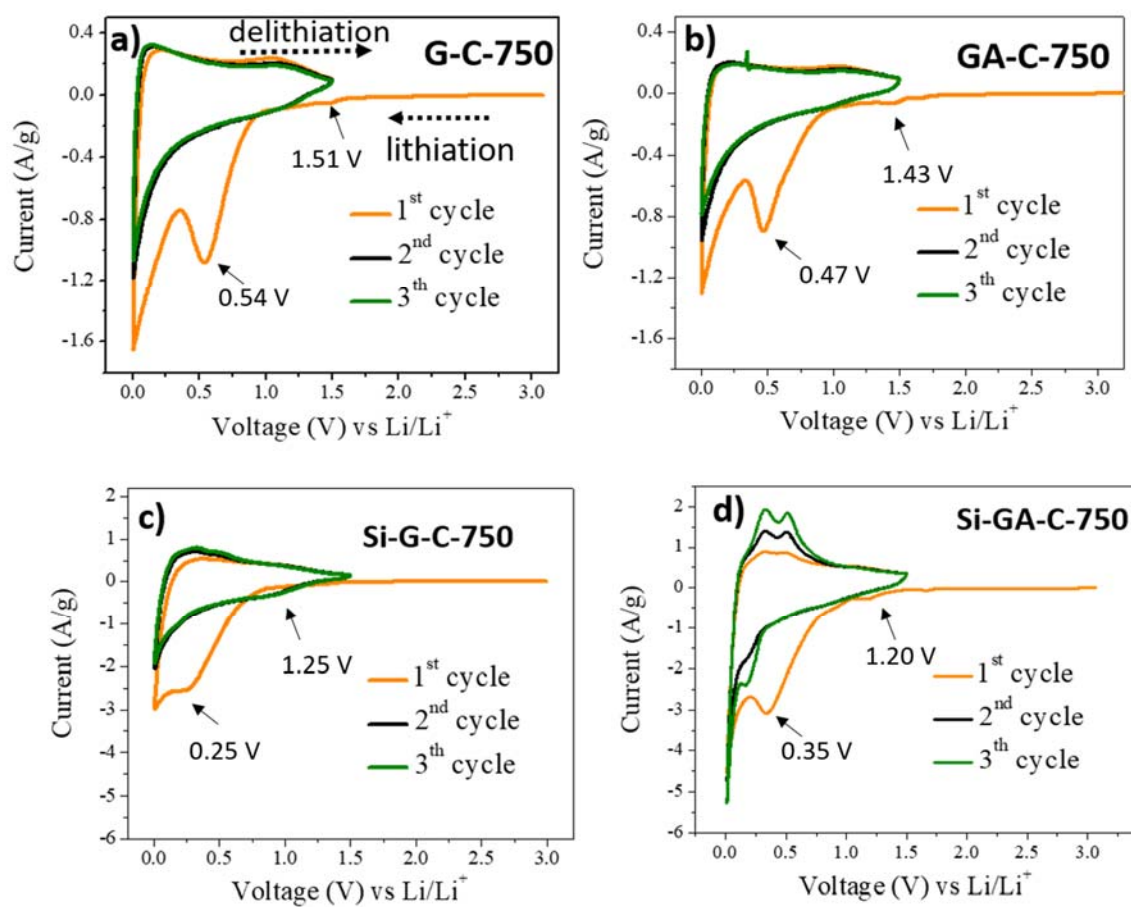 a)
delithiation
G-C-750
1.51 V
lithiation
0.54 V
1st cycle
2nd cycle
3th cycle
0.4
0.0
-0.4
-0.8
-1.2
-1.6
Current (A/g)
0.0 0.5 1.0 1.5 2.0 2.5 3.0
Voltage (V) vs Li/Li+
b)
GA-C-750
1.43 V
0.47 V
1st cycle
2nd cycle
3th cycle
0.4
0.0
-0.4
-0.8
-1.2
-1.6
Current (A/g)
0.0 0.5 1.0 1.5 2.0 2.5 3.0
Voltage (V) vs Li/Li+
c)
Si-G-C-750
1.25 V
0.25 V
1st cycle
2nd cycle
3th cycle
2
1
0
-1
-2
-3
-4
-5
-6
Current (A/g)
0.0 0.5 1.0 1.5 2.0 2.5 3.0
Voltage (V) vs Li/Li+
d)
Si-GA-C-750
1.20 V
0.35 V
1st cycle
2nd cycle
3th cycle
2
1
0
-1
-2
-3
-4
-5
-6
Current (A/g)
0.0 0.5 1.0 1.5 2.0 2.5 3.0
Voltage (V) vs Li/Li+